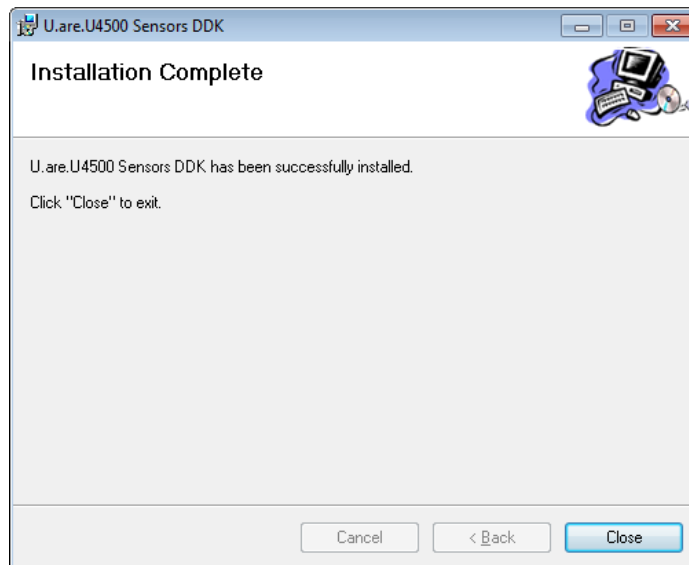 U.are.U4500 Sensors DDK
Installation Complete
U.are.U4500 Sensors DDK has been successfully installed.
Click "Close" to exit.
Cancel
< Back
Close